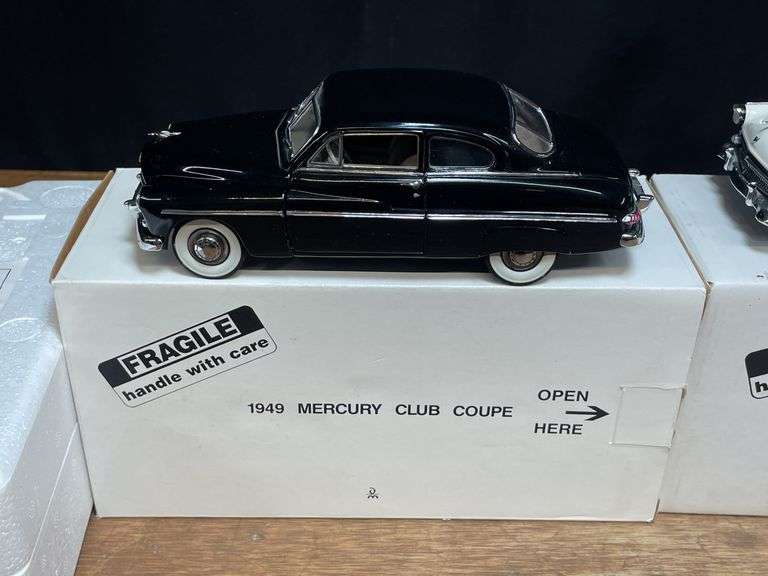 FRAGILE
handle with care
1949 MERCURY CLUB COUPE
OPEN
HERE